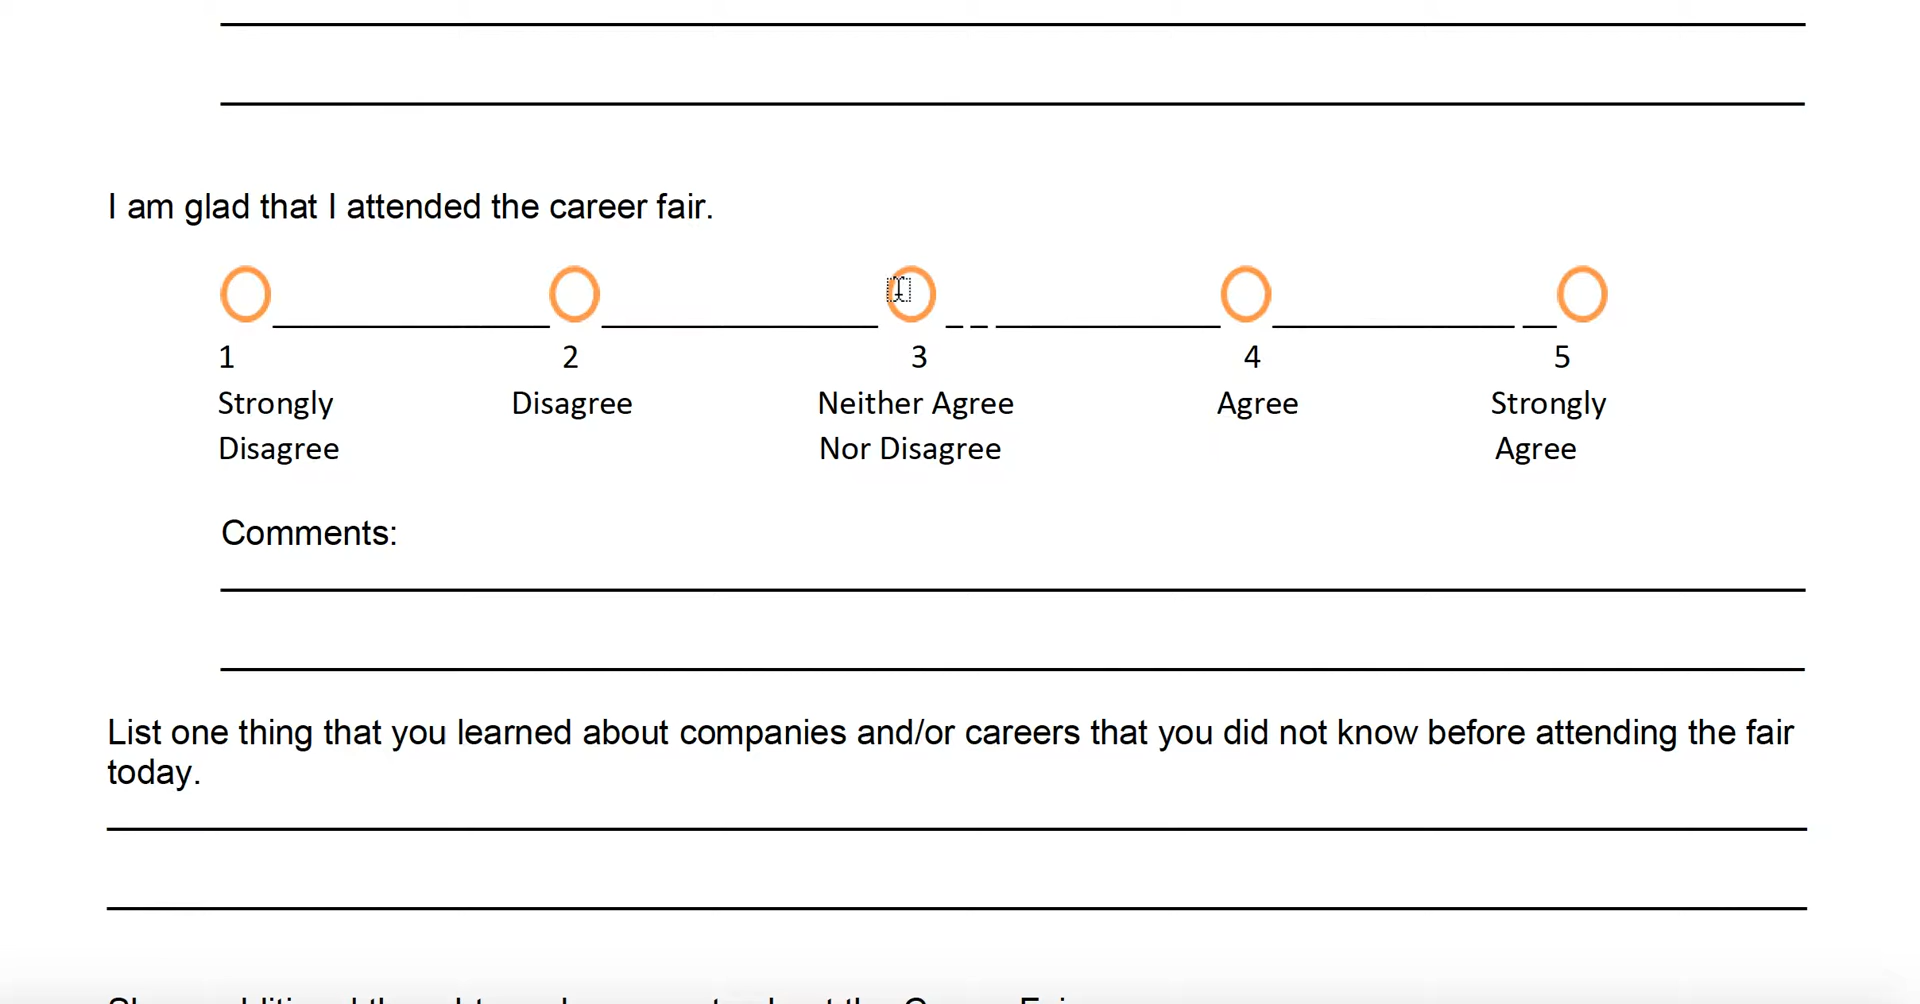 I am glad that I attended the career fair.
1 2 3 4 5
Strongly Disagree Neither Agree Agree Strongly
Disagree Nor Disagree Agree
Comments:
List one thing that you learned about companies and/or careers that you did not know before attending the fair
today.